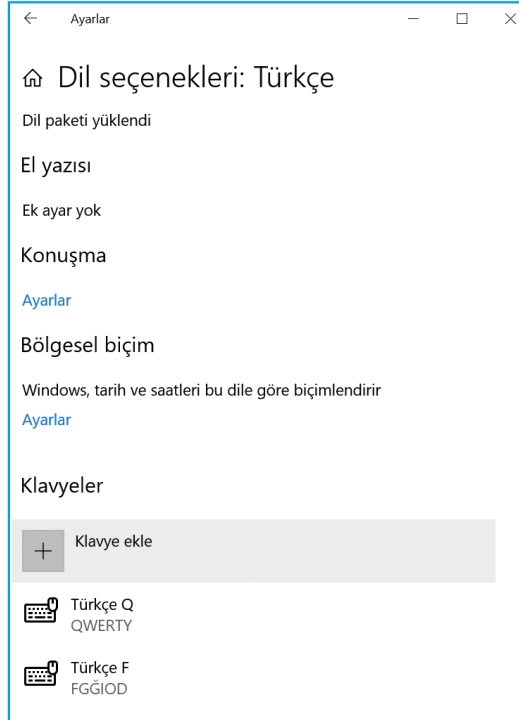 Ayarlar
Dil seçenekleri: Türkçe
Dil paketi yüklendi
El yazısı
Ek ayar yok
Konuşma
Ayarlar
Bölgesel biçim
Windows, tarih ve saatleri bu dile göre biçimlendirir
Ayarlar
Klavyeler
Klavye ekle
Türkçe Q
QWERTY
Türkçe F
FGĞIOD